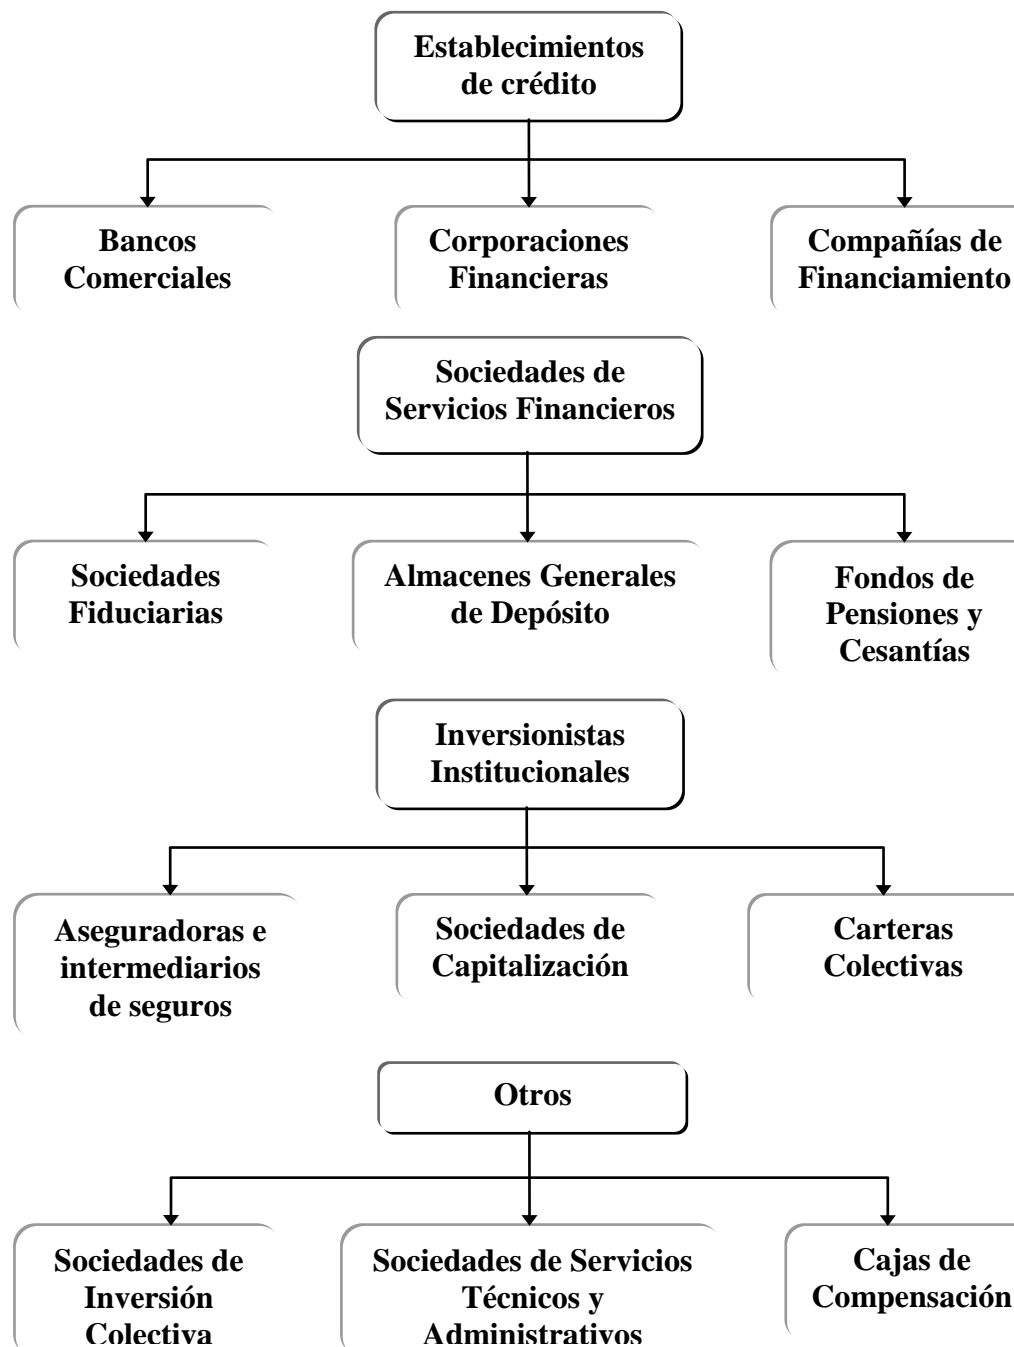 Establecimientos
de crédito
Bancos
Comerciales
Corporaciones
Financieras
Compañías de
Financiamiento
Sociedades de
Servicios Financieros
Sociedades
Fiduciarias
Almacenes Generales
de Depósito
Fondos de
Pensiones y
Cesantías
Inversionistas
Institucionales
Aseguradoras e
intermediarios
de seguros
Sociedades de
Capitalización
Carteras
Colectivas
Otros
Sociedades de
Inversión
Colectiva
Sociedades de Servicios
Técnicos y
Administrativos
Cajas de
Compensación